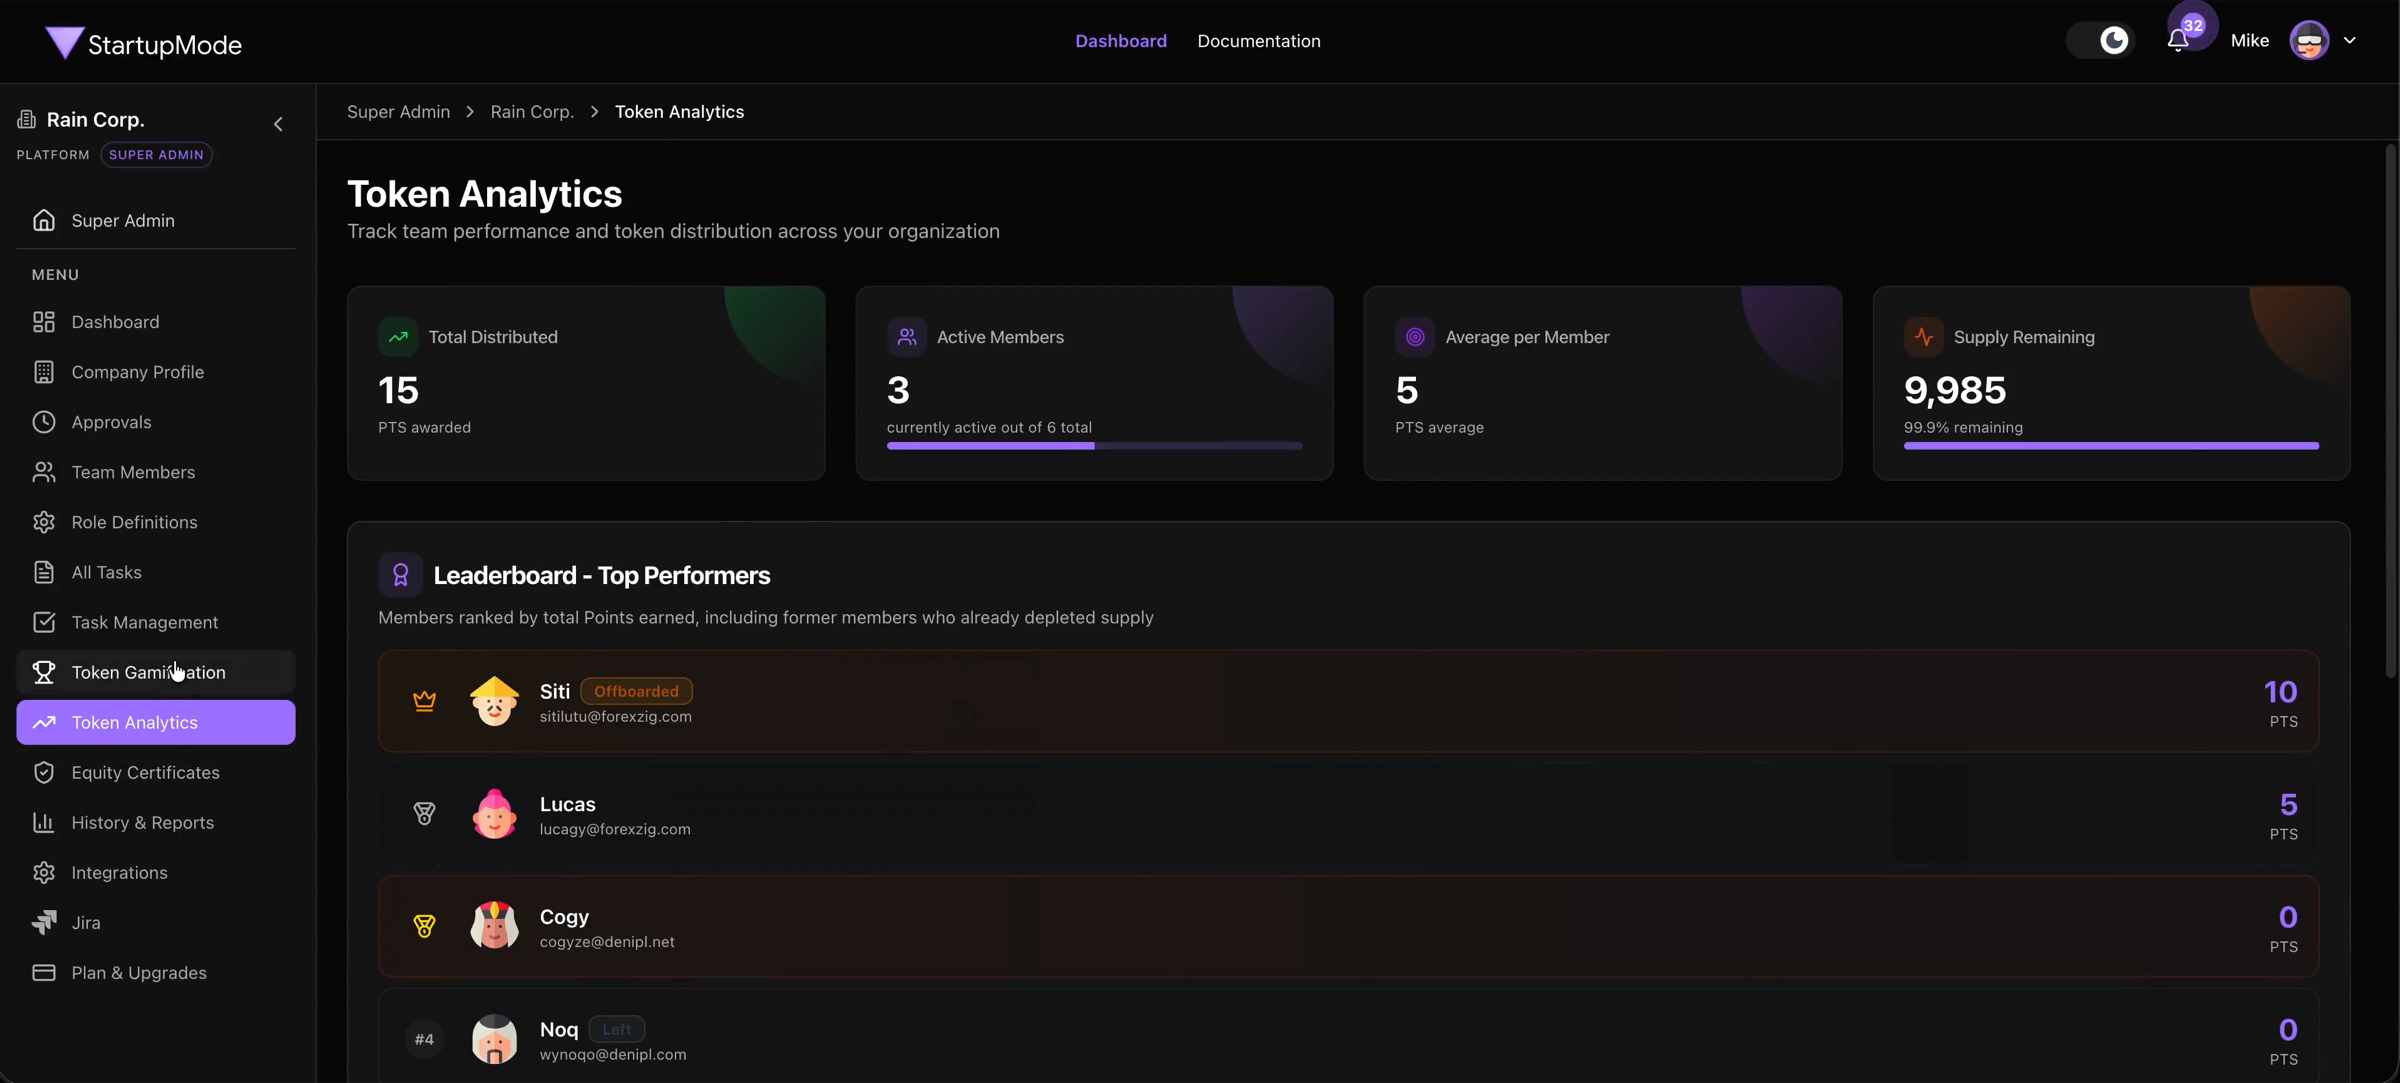 StartupMode
Dashboard
Documentation
32
Mike
Rain Corp.
PLATFORM
SUPER ADMIN
Super Admin
MENU
Dashboard
Company Profile
Approvals
Team Members
Role Definitions
All Tasks
Task Management
Token Gamification
Token Analytics
Equity Certificates
History & Reports
Integrations
Jira
Plan & Upgrades
Super Admin > Rain Corp. > Token Analytics
Token Analytics
Track team performance and token distribution across your organization
Total Distributed
15
PTS awarded
Active Members
3
currently active out of 6 total
Average per Member
5
PTS average
Supply Remaining
9,985
99.9% remaining
Leaderboard - Top Performers
Members ranked by total Points earned, including former members who already depleted supply
Siti Offboarded
sitilutu@forexzig.com
10
PTS
Lucas
lucagy@forexzig.com
5
PTS
Cogy
cogyze@denipl.net
0
PTS
#4
Noq Left
wynoqo@denipl.com
0
PTS